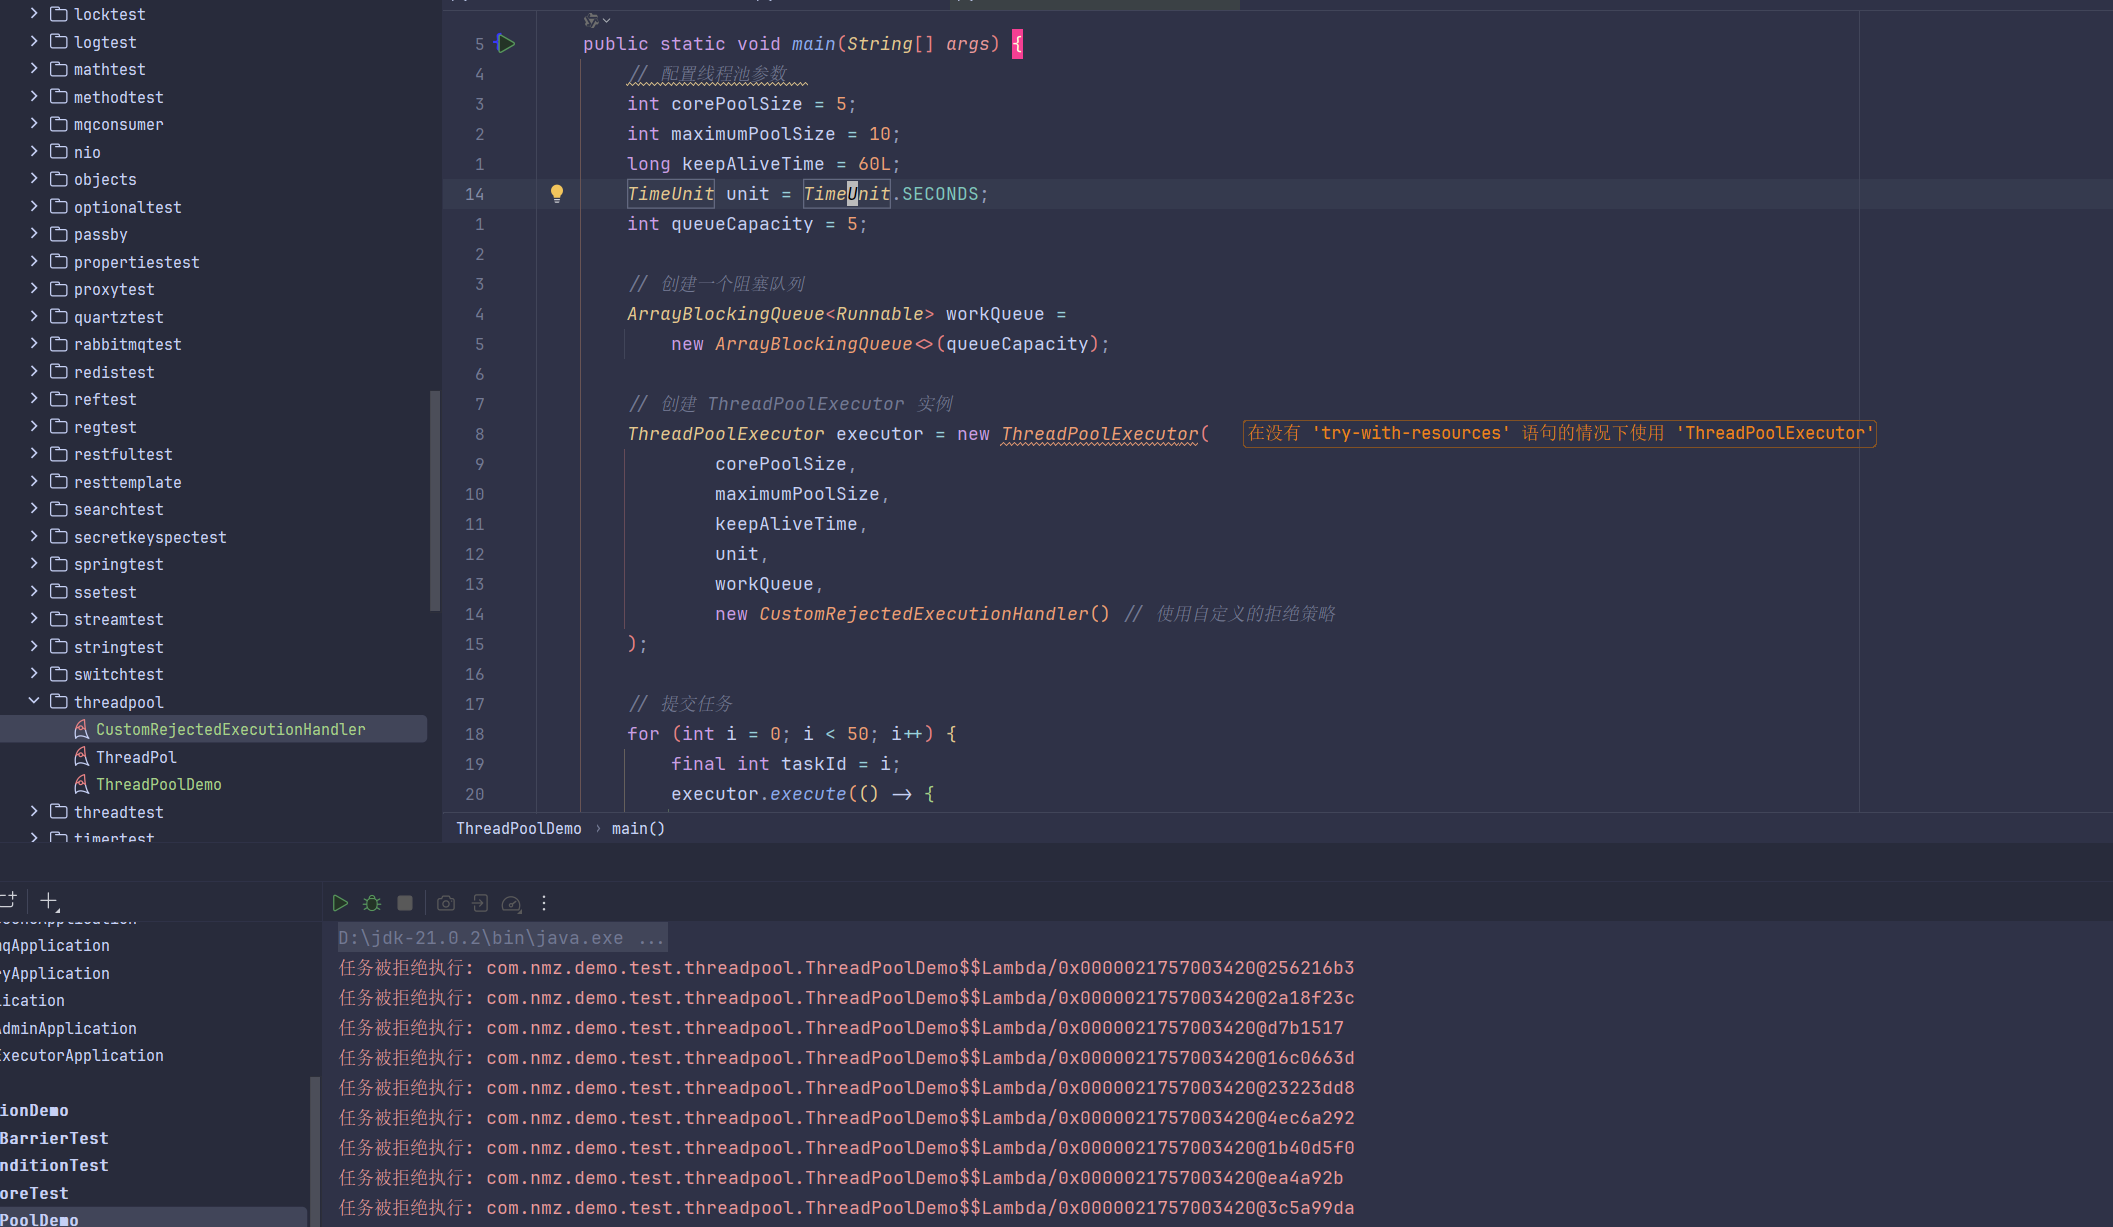 locktest
logtest
mathtest
methodtest
mqconsumer
nio
objects
optionaltest
passby
propertiestest
proxytest
quartztest
rabbitmqtest
redistest
reftest
regtest
restfultest
resttemplate
searchtest
secretkeyspectest
springtest
ssetest
streamtest
stringtest
switchtest
threadpool
CustomRejectedExecutionHandler
ThreadPol
ThreadPoolDemo
threadtest
timertest
5 public static void main(String[] args) {
4 // 配置线程池参数
3 int corePoolSize = 5;
2 int maximumPoolSize = 10;
1 long keepAliveTime = 60L;
14 TimeUnit unit = TimeUnit.SECONDS;
1 int queueCapacity = 5;
2
3 // 创建一个阻塞队列
4 ArrayBlockingQueue<Runnable> workQueue =
5 new ArrayBlockingQueue<>(queueCapacity);
6
7 // 创建 ThreadPoolExecutor 实例
8 ThreadPoolExecutor executor = new ThreadPoolExecutor( 在没有 'try-with-resources' 语句的情况下使用 'ThreadPoolExecutor'
9 corePoolSize,
10 maximumPoolSize,
11 keepAliveTime,
12 unit,
13 workQueue,
14 new CustomRejectedExecutionHandler() // 使用自定义的拒绝策略
15 );
16
17 // 提交任务
18 for (int i = 0; i < 50; i++) {
19 final int taskId = i;
20 executor.execute(() -> {
ThreadPoolDemo › main()
qApplication
yApplication
ication
dminApplication
ExecutorApplication
ionDemo
BarrierTest
nditionTest
oreTest
PoolDemo
D:\jdk-21.0.2\bin\java.exe ...
任务被拒绝执行: com.nmz.demo.test.threadpool.ThreadPoolDemo$$Lambda/0x0000021757003420@256216b3
任务被拒绝执行: com.nmz.demo.test.threadpool.ThreadPoolDemo$$Lambda/0x0000021757003420@2a18f23c
任务被拒绝执行: com.nmz.demo.test.threadpool.ThreadPoolDemo$$Lambda/0x0000021757003420@d7b1517
任务被拒绝执行: com.nmz.demo.test.threadpool.ThreadPoolDemo$$Lambda/0x0000021757003420@16c0663d
任务被拒绝执行: com.nmz.demo.test.threadpool.ThreadPoolDemo$$Lambda/0x0000021757003420@23223dd8
任务被拒绝执行: com.nmz.demo.test.threadpool.ThreadPoolDemo$$Lambda/0x0000021757003420@4ec6a292
任务被拒绝执行: com.nmz.demo.test.threadpool.ThreadPoolDemo$$Lambda/0x0000021757003420@1b40d5f0
任务被拒绝执行: com.nmz.demo.test.threadpool.ThreadPoolDemo$$Lambda/0x0000021757003420@ea4a92b
任务被拒绝执行: com.nmz.demo.test.threadpool.ThreadPoolDemo$$Lambda/0x0000021757003420@3c5a99da